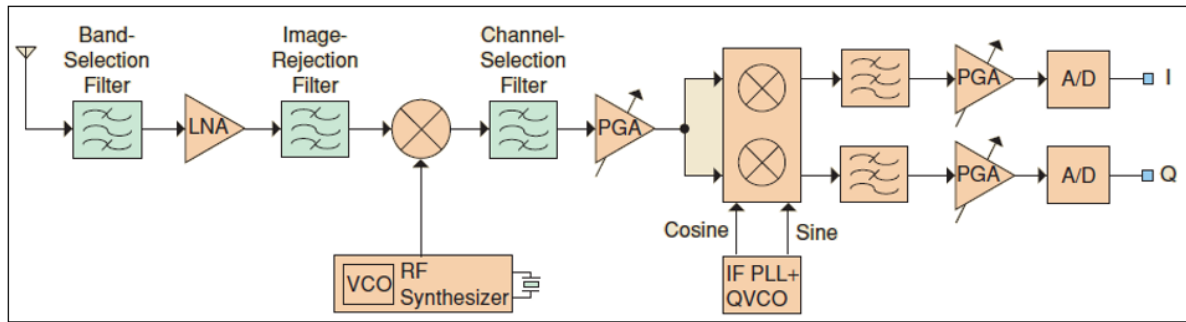 Band-
Selection
Filter
Image-
Rejection
Filter
Channel-
Selection
Filter
LNA
PGA
PGA
A/D
I
PGA
A/D
Q
Cosine
Sine
VCO
RF
Synthesizer
IF PLL+
QVCO